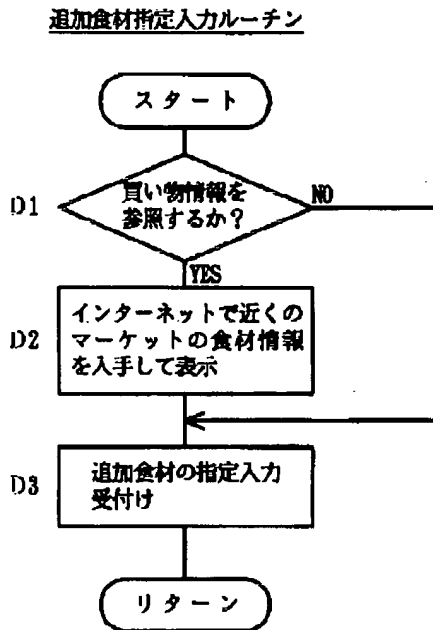 追加食材指定入力ルーチン
スタート
D1
買い物情報を
参照するか?
NO
YES
D2
インターネットで近くの
マーケットの食材情報
を入手して表示
D3
追加食材の指定入力
受付け
リターン